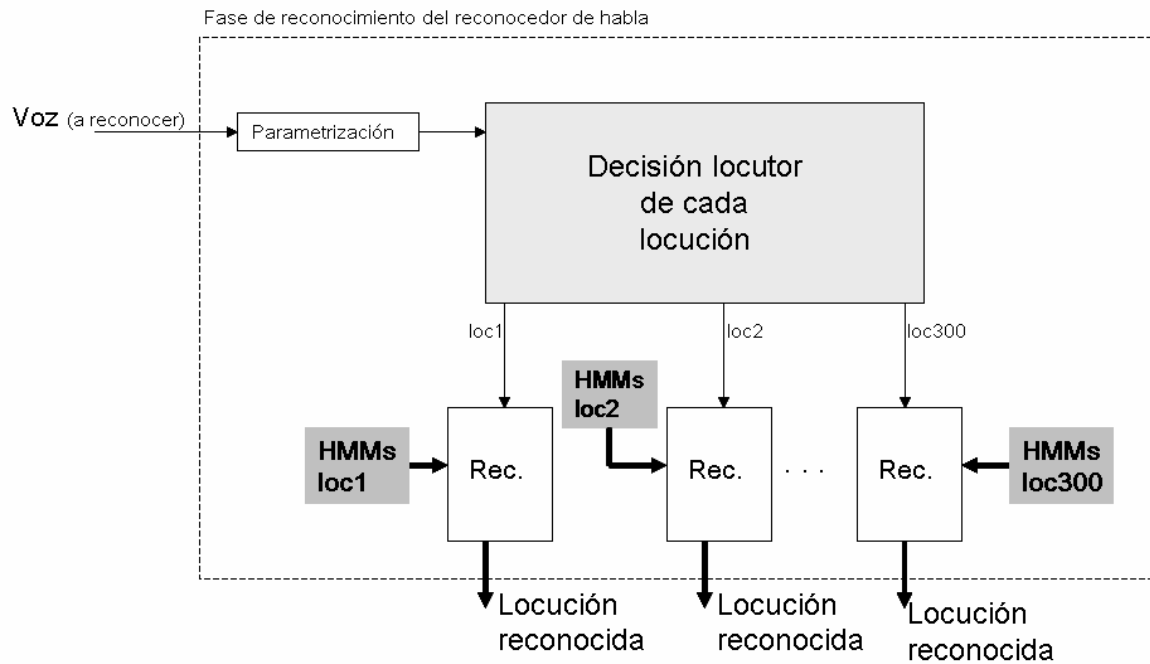 Fase de reconocimiento del reconocedor de habla
Voz (a reconocer)
Parametrización
Decisión locutor
de cada
locución
loc1
loc2
loc300
HMMs
loc1
Rec.
HMMs
loc2
Rec.
. . .
Rec.
HMMs
loc300
Locución
reconocida
Locución
reconocida
Locución
reconocida